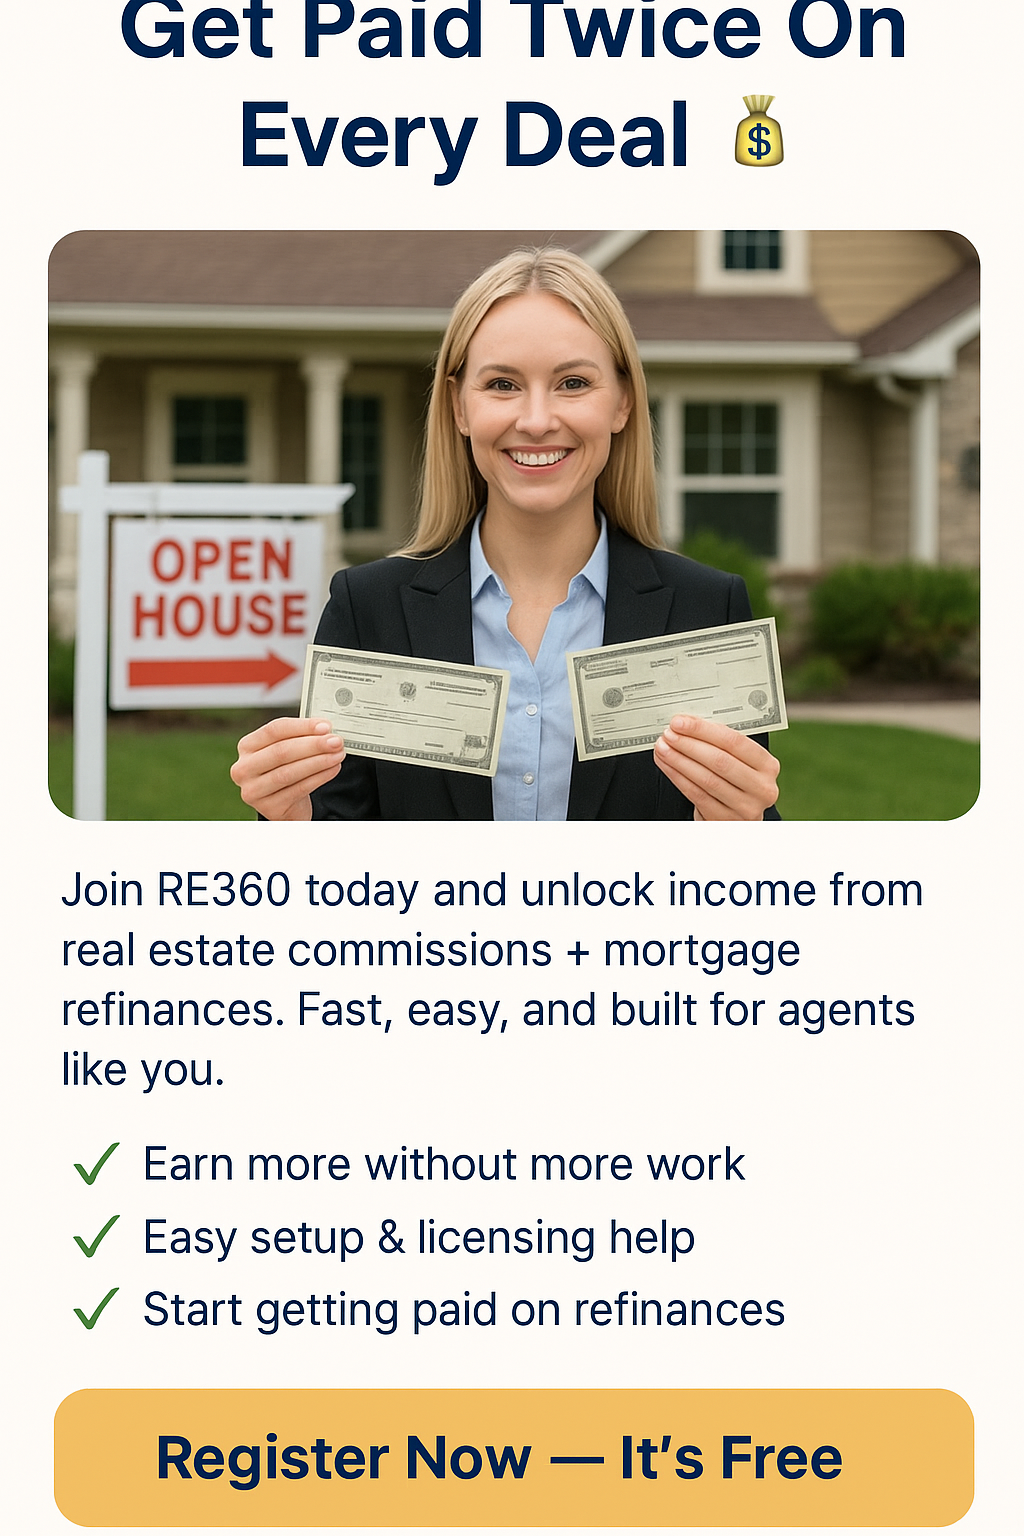 Get Paid Twice On
Every Deal 💰
OPEN
HOUSE
Join RE360 today and unlock income from
real estate commissions + mortgage
refinances. Fast, easy, and built for agents
like you.
✓ Earn more without more work
✓ Easy setup & licensing help
✓ Start getting paid on refinances
Register Now — It’s Free